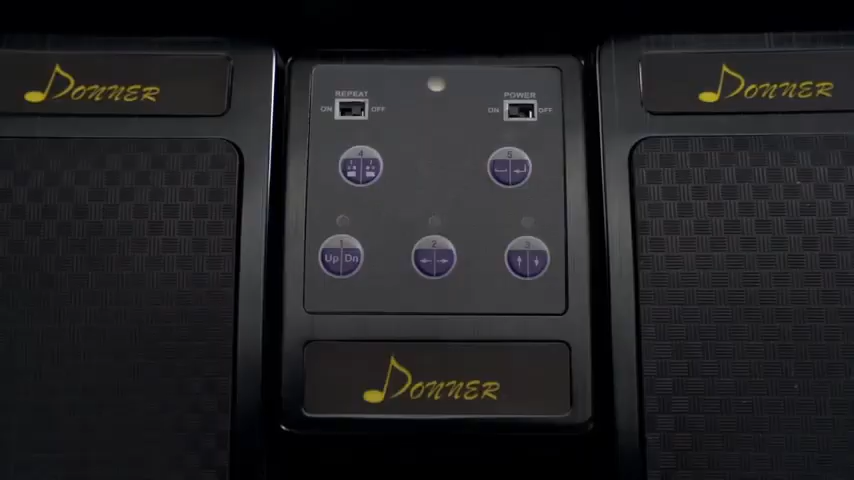 DONNER
DONNER
REPEAT
ON OFF
POWER
ON OFF
4
5
1
Up Dn
2
← →
3
↑ ↓
DONNER